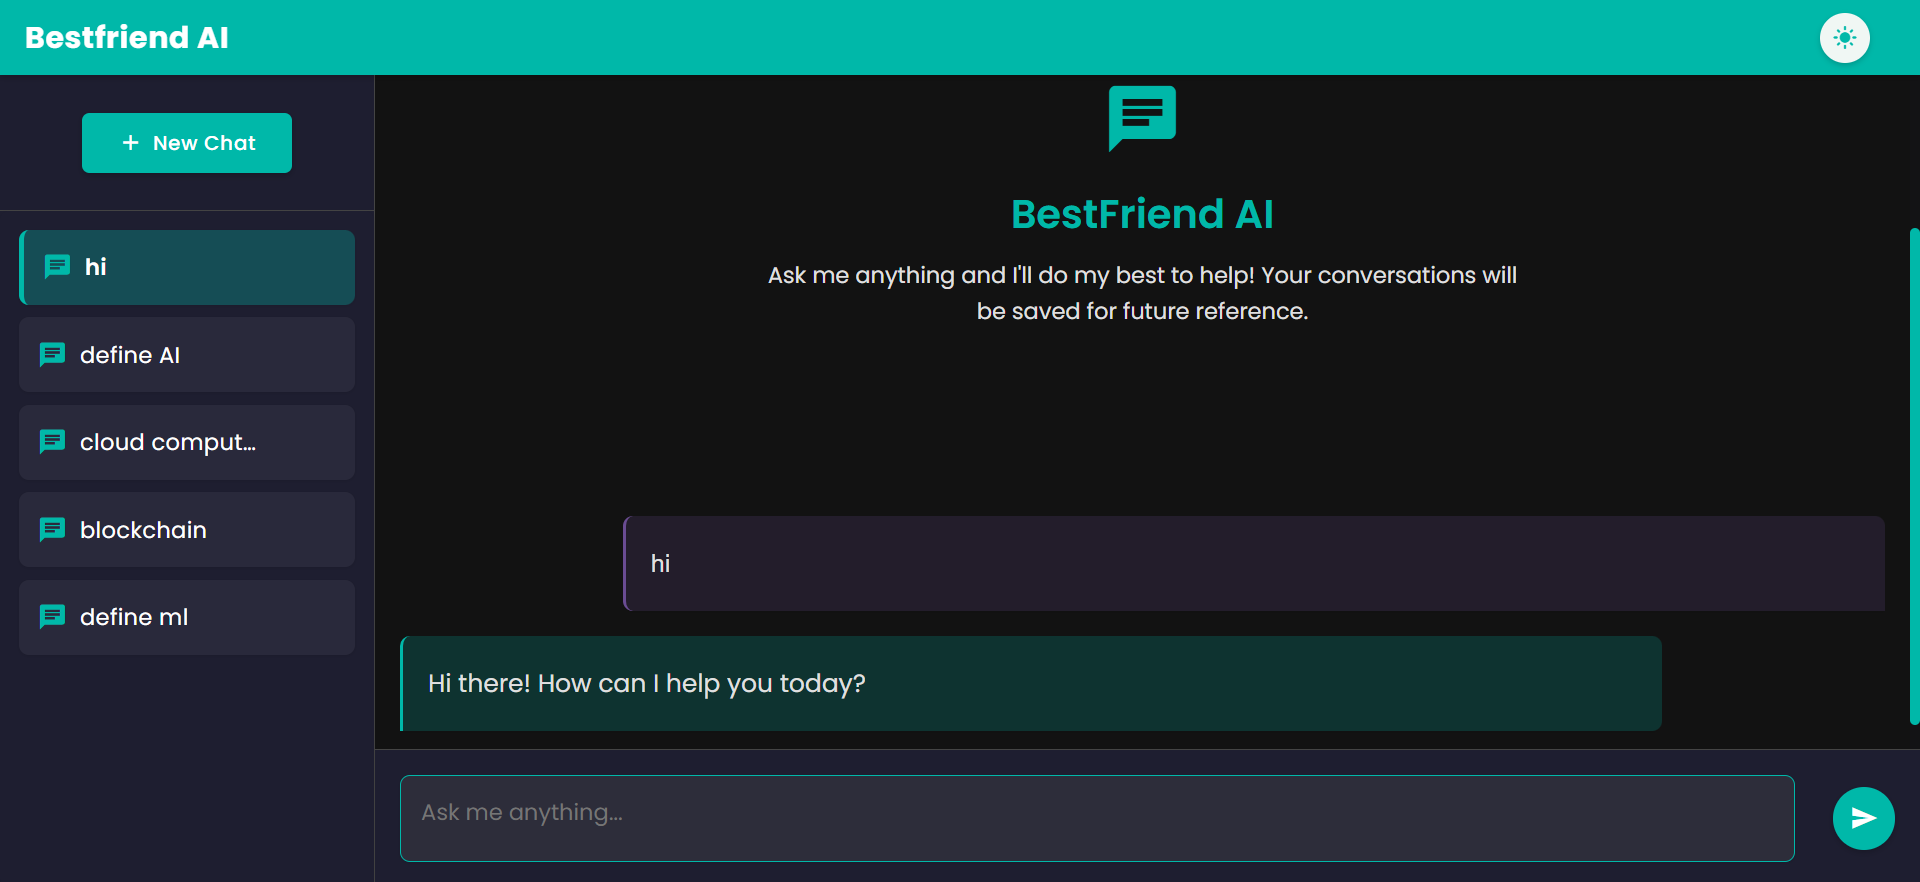 Bestfriend AI
+ New Chat
hi
define AI
cloud comput...
blockchain
define ml
BestFriend AI
Ask me anything and I'll do my best to help! Your conversations will
be saved for future reference.
hi
Hi there! How can I help you today?
Ask me anything...